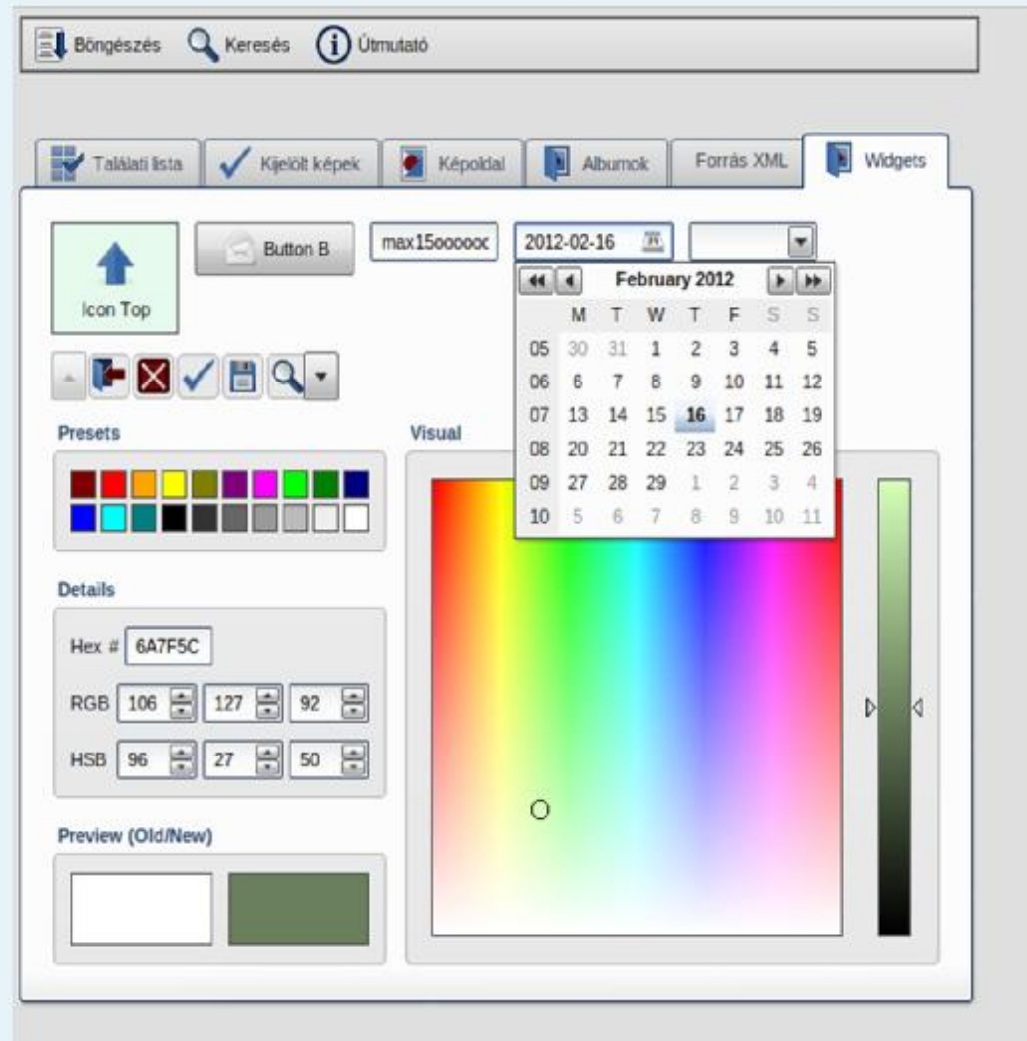 Böngészés Keresés Útmutató
Találati lista Kijelölt képek Képoldal Albumok Forrás XML Widgets
Icon Top
Button B
max15oooooc
2012-02-16
February 2012
M T W T F S S
05 30 31 1 2 3 4 5
06 6 7 8 9 10 11 12
07 13 14 15 16 17 18 19
08 20 21 22 23 24 25 26
09 27 28 29 1 2 3 4
10 5 6 7 8 9 10 11
Presets
Visual
Details
Hex # 6A7F5C
RGB 106 127 92
HSB 96 27 50
Preview (Old/New)